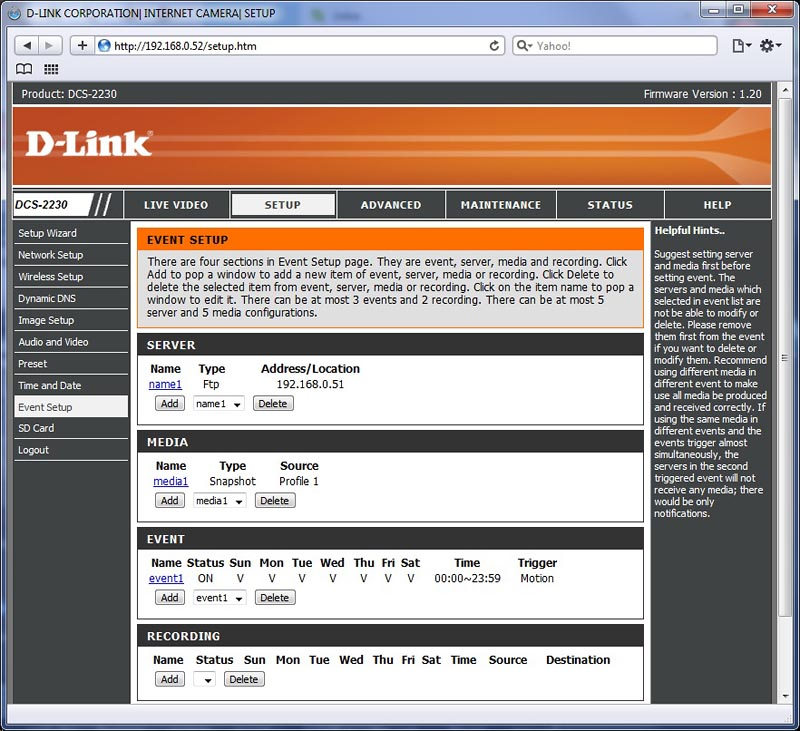 D-LINK CORPORATION| INTERNET CAMERA| SETUP
http://192.168.0.52/setup.htm
Yahoo!
Product: DCS-2230
Firmware Version : 1.20
D-Link®
DCS-2230
LIVE VIDEO
SETUP
ADVANCED
MAINTENANCE
STATUS
HELP
Setup Wizard
Network Setup
Wireless Setup
Dynamic DNS
Image Setup
Audio and Video
Preset
Time and Date
Event Setup
SD Card
Logout
EVENT SETUP
There are four sections in Event Setup page. They are event, server, media and recording. Click
Add to pop a window to add a new item of event, server, media or recording. Click Delete to
delete the selected item from event, server, media or recording. Click on the item name to pop a
window to edit it. There can be at most 3 events and 2 recording. There can be at most 5
server and 5 media configurations.
SERVER
Name Type Address/Location
name1 Ftp 192.168.0.51
Add name1 Delete
MEDIA
Name Type Source
media1 Snapshot Profile 1
Add media1 Delete
EVENT
Name Status Sun Mon Tue Wed Thu Fri Sat Time Trigger
event1 ON V V V V V V V 00:00~23:59 Motion
Add event1 Delete
RECORDING
Name Status Sun Mon Tue Wed Thu Fri Sat Time Source Destination
Add Delete
Helpful Hints..
Suggest setting server
and media first before
setting event. The
servers and media which
selected in event list are
not be able to modify or
delete. Please remove
them first from the event
if you want to delete or
modify them. Recommend
using different media in
different event to make
use all media be produced
and received correctly. If
using the same media in
different events and the
events trigger almost
simultaneously, the
servers in the second
triggered event will not
receive any media; there
would be only
notifications.